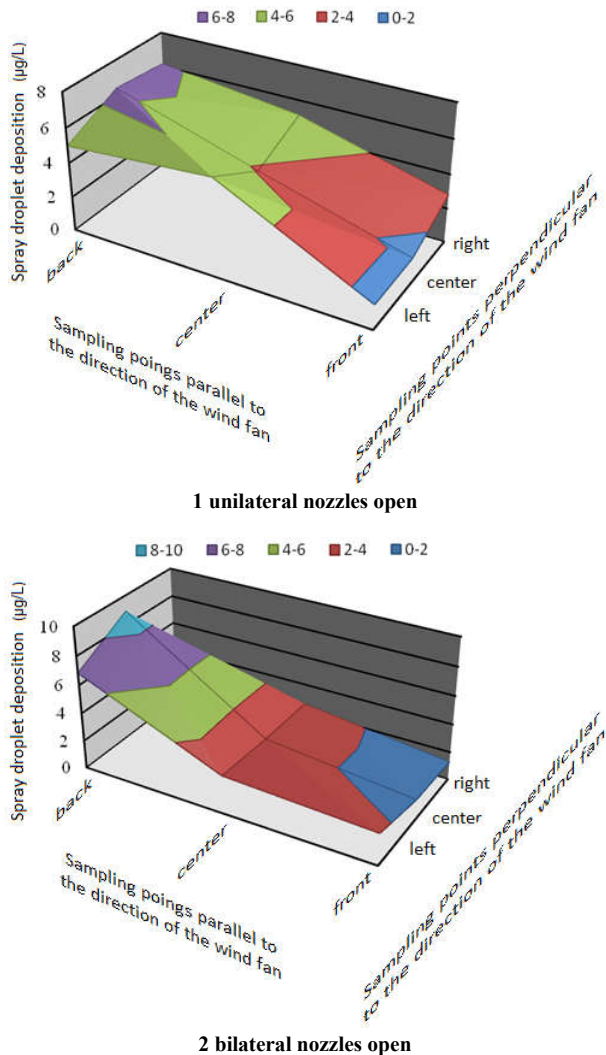 6-8 4-6 2-4 0-2
Spray droplet deposition (μg/L)
8
6
4
2
0
back
center
front
right
center
left
Sampling poings parallel to
the direction of the wind fan
Sampling points perpendicular
to the direction of the wind fan
1 unilateral nozzles open
8-10 6-8 4-6 2-4 0-2
Spray droplet deposition (μg/L)
10
8
6
4
2
0
back
center
front
right
center
left
Sampling poings parallel to
the direction of the wind fan
Sampling points perpendicular
to the direction of the wind fan
2 bilateral nozzles open